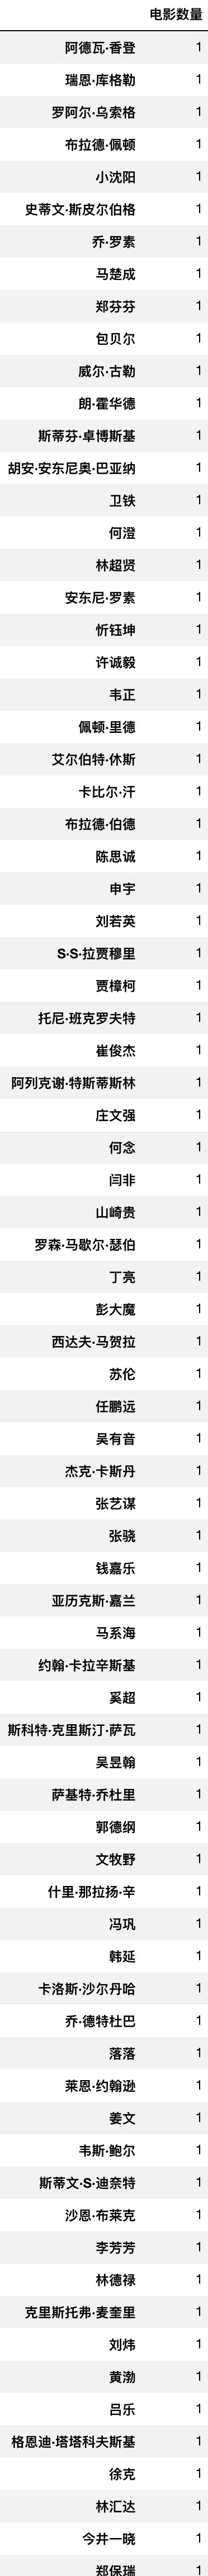 电影数量
阿德瓦·香登 1
瑞恩·库格勒 1
罗阿尔·乌索格 1
布拉德·佩顿 1
小沈阳 1
史蒂文·斯皮尔伯格 1
乔·罗素 1
马楚成 1
郑芬芬 1
包贝尔 1
威尔·古勒 1
朗·霍华德 1
斯蒂芬·卓博斯基 1
胡安·安东尼奥·巴亚纳 1
卫铁 1
何澄 1
林超贤 1
安东尼·罗素 1
忻钰坤 1
许诚毅 1
韦正 1
佩顿·里德 1
艾尔伯特·休斯 1
卡比尔·汗 1
布拉德·伯德 1
陈思诚 1
申宇 1
刘若英 1
S·S·拉贾穆里 1
贾樟柯 1
托尼·班克罗夫特 1
崔俊杰 1
阿列克谢·特斯蒂斯林 1
庄文强 1
何念 1
闫非 1
山崎贵 1
罗森·马歇尔·瑟伯 1
丁亮 1
彭大魔 1
西达夫·马贺拉 1
苏伦 1
任鹏远 1
吴有音 1
杰克·卡斯丹 1
张艺谋 1
张骁 1
钱嘉乐 1
亚历克斯·嘉兰 1
马系海 1
约翰·卡拉辛斯基 1
奚超 1
斯科特·克里斯汀·萨瓦 1
吴昱翰 1
萨基特·乔杜里 1
郭德纲 1
文牧野 1
什里·那拉扬·辛 1
冯巩 1
韩延 1
卡洛斯·沙尔丹哈 1
乔·德特杜巴 1
落落 1
莱恩·约翰逊 1
姜文 1
韦斯·鲍尔 1
斯蒂文·S·迪奈特 1
沙恩·布莱克 1
李芳芳 1
林德禄 1
克里斯托弗·麦奎里 1
刘炜 1
黄渤 1
吕乐 1
格恩迪·塔塔科夫斯基 1
徐克 1
林汇达 1
今井一晓 1
郑保瑞 1